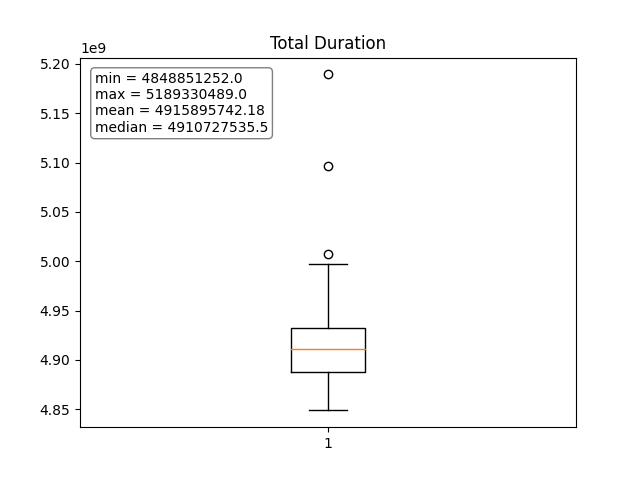 Total Duration
1e9
5.20
5.15
5.10
5.05
5.00
4.95
4.90
4.85
min = 4848851252.0
max = 5189330489.0
mean = 4915895742.18
median = 4910727535.5
1